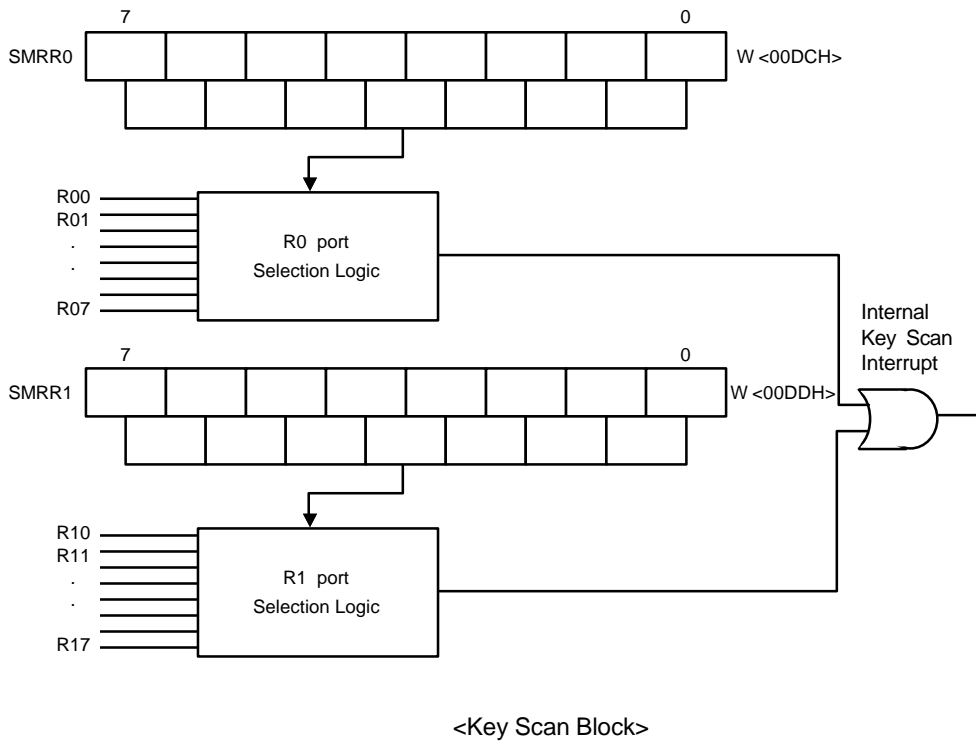 7 0
SMRR0 W <00DCH>
R00
R01
.
.
R07
R0 port
Selection Logic
Internal
Key Scan
Interrupt
7 0
SMRR1 W <00DDH>
R10
R11
.
.
R17
R1 port
Selection Logic
<Key Scan Block>